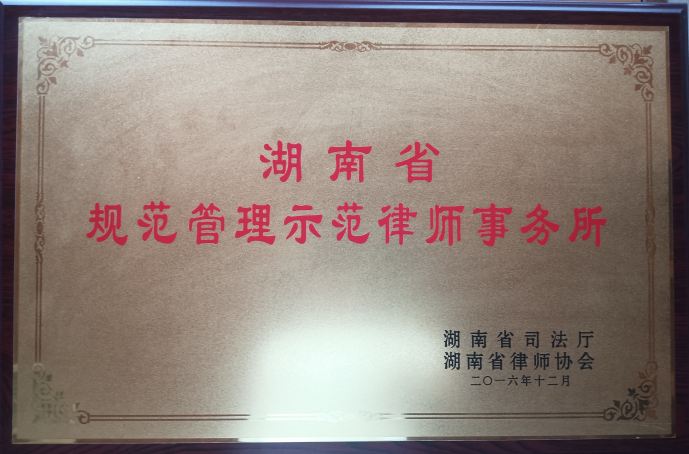 湖南省
规范管理示范律师事务所
湖南省司法厅
湖南省律师协会
二〇一六年十二月